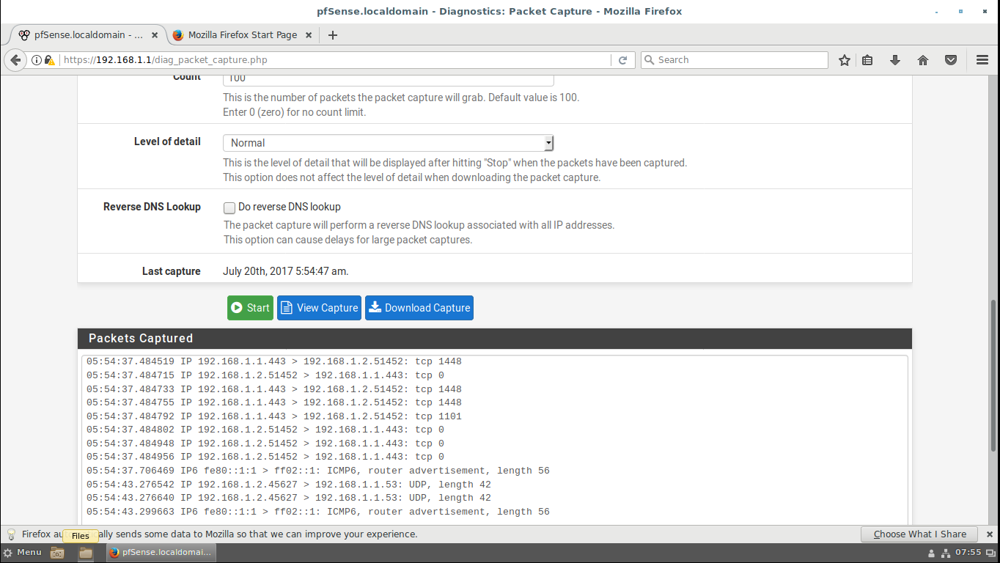 pfSense.localdomain - Diagnostics: Packet Capture - Mozilla Firefox
pfSense.localdomain - ...
Mozilla Firefox Start Page
https://192.168.1.1/diag_packet_capture.php
Search
Count
100
This is the number of packets the packet capture will grab. Default value is 100.
Enter 0 (zero) for no count limit.
Level of detail
Normal
This is the level of detail that will be displayed after hitting "Stop" when the packets have been captured.
This option does not affect the level of detail when downloading the packet capture.
Reverse DNS Lookup
Do reverse DNS lookup
The packet capture will perform a reverse DNS lookup associated with all IP addresses.
This option can cause delays for large packet captures.
Last capture
July 20th, 2017 5:54:47 am.
Start
View Capture
Download Capture
Packets Captured
05:54:37.484519 IP 192.168.1.1.443 > 192.168.1.2.51452: tcp 1448
05:54:37.484715 IP 192.168.1.2.51452 > 192.168.1.1.443: tcp 0
05:54:37.484733 IP 192.168.1.1.443 > 192.168.1.2.51452: tcp 1448
05:54:37.484755 IP 192.168.1.1.443 > 192.168.1.2.51452: tcp 1448
05:54:37.484792 IP 192.168.1.1.443 > 192.168.1.2.51452: tcp 1101
05:54:37.484802 IP 192.168.1.2.51452 > 192.168.1.1.443: tcp 0
05:54:37.484948 IP 192.168.1.2.51452 > 192.168.1.1.443: tcp 0
05:54:37.484956 IP 192.168.1.2.51452 > 192.168.1.1.443: tcp 0
05:54:37.706469 IP6 fe80::1:1 > ff02::1: ICMP6, router advertisement, length 56
05:54:43.276542 IP 192.168.1.2.45627 > 192.168.1.1.53: UDP, length 42
05:54:43.276640 IP 192.168.1.2.45627 > 192.168.1.1.53: UDP, length 42
05:54:43.299663 IP6 fe80::1:1 > ff02::1: ICMP6, router advertisement, length 56
Firefox au
ally sends some data to Mozilla so that we can improve your experience.
Choose What I Share
Files
Menu
pfSense.localdomai...
07:55